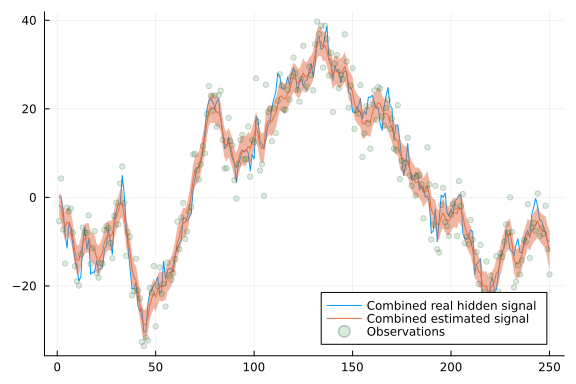 40
20
0
−20
Combined real hidden signal
Combined estimated signal
Observations
0 50 100 150 200 250